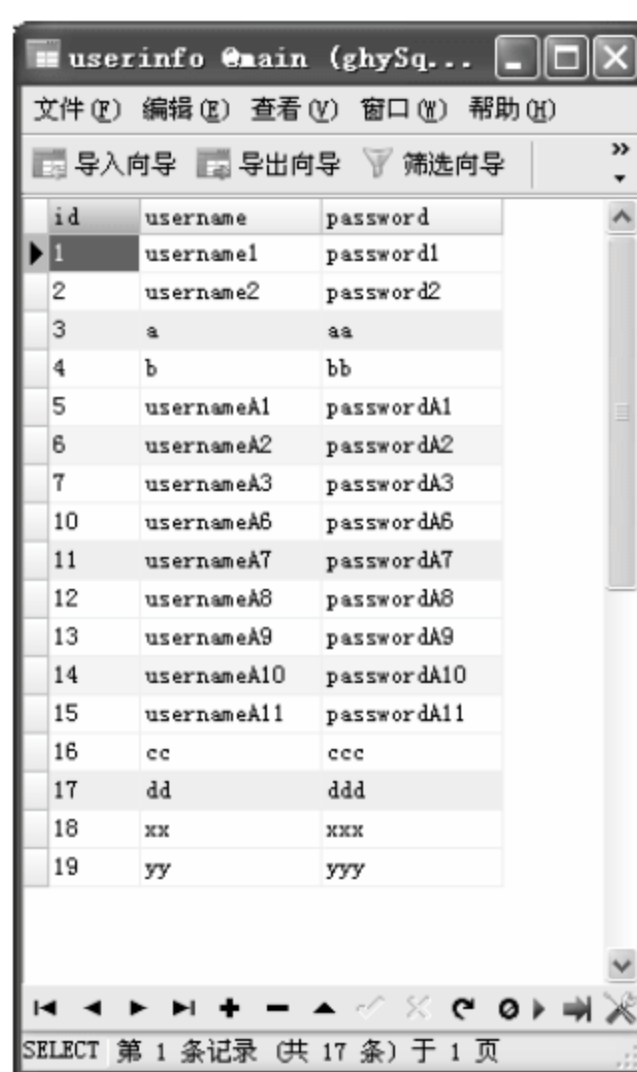 userinfo @main (ghySq...
文件(F) 编辑(E) 查看(V) 窗口(W) 帮助(H)
导入向导 导出向导 筛选向导 »
id username password
1 username1 password1
2 username2 password2
3 a aa
4 b bb
5 usernameA1 passwordA1
6 usernameA2 passwordA2
7 usernameA3 passwordA3
10 usernameA6 passwordA6
11 usernameA7 passwordA7
12 usernameA8 passwordA8
13 usernameA9 passwordA9
14 usernameA10 passwordA10
15 usernameA11 passwordA11
16 cc ccc
17 dd ddd
18 xx xxx
19 yy yyy
SELECT 第 1 条记录 (共 17 条) 于 1 页